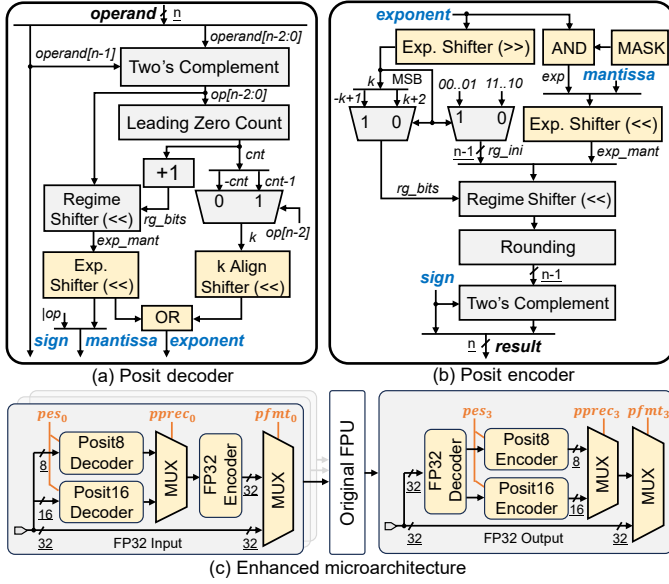 operand
n
operand[n-2:0]
operand[n-1]
Two's Complement
op[n-2:0]
Leading Zero Count
cnt
+1
-cnt
cnt-1
0 1
Regime
Shifter (<<)
rg_bits
op[n-2]
exp_mant
k
Exp.
Shifter (<<)
k Align
Shifter (<<)
|op
OR
sign
mantissa
exponent
(a) Posit decoder
exponent
Exp. Shifter (>>)
AND
MASK
k
MSB
00..01
11..10
exp
mantissa
-k+1
k+2
1 0
1 0
Exp. Shifter (<<)
n-1
rg_ini
exp_mant
rg_bits
Regime Shifter (<<)
Rounding
sign
n-1
Two's Complement
n
result
(b) Posit encoder
pes0
pprec0
pfmt0
Posit8
Decoder
8
Posit16
Decoder
16
MUX
FP32
Encoder
32
MUX
32
FP32 Input
32
Original FPU
pes3
pprec3
pfmt3
FP32
Decoder
32
Posit8
Encoder
8
Posit16
Encoder
16
MUX
MUX
32
FP32 Output
32
(c) Enhanced microarchitecture